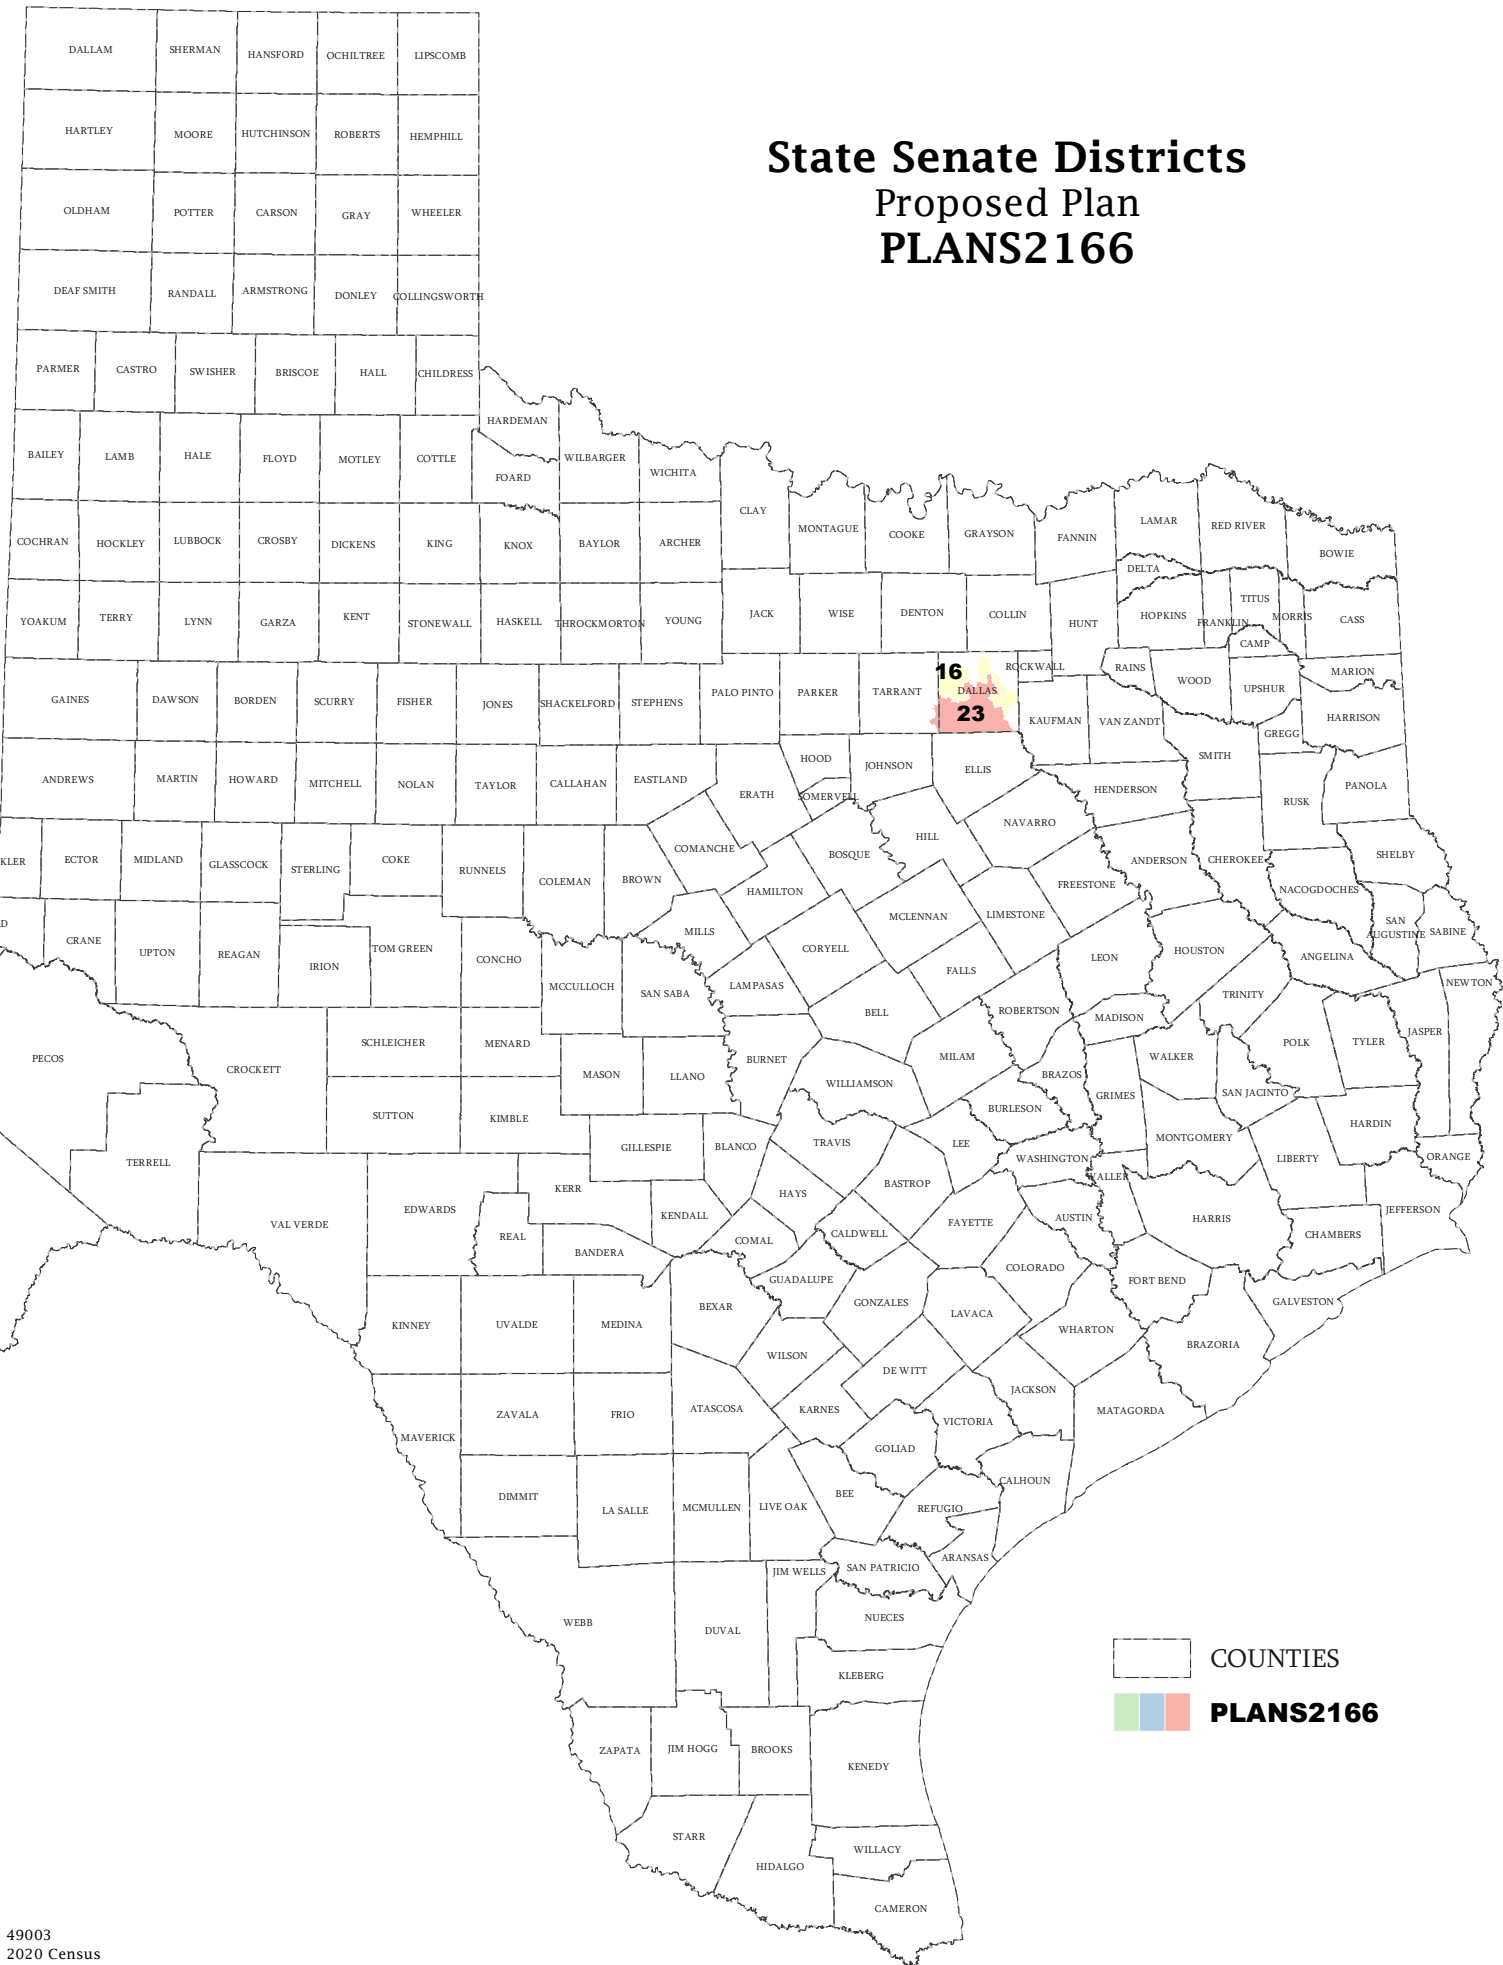 State Senate Districts
Proposed Plan
PLANS2166
DALLAM SHERMAN HANSFORD OCHILTREE LIPSCOMB
HARTLEY MOORE HUTCHINSON ROBERTS HEMPHILL
OLDHAM POTTER CARSON GRAY WHEELER
DEAF SMITH RANDALL ARMSTRONG DONLEY COLLINGSWORTH
PARMER CASTRO SWISHER BRISCOE HALL CHILDRESS
HARDEMAN
BAILEY LAMB HALE FLOYD MOTLEY COTTLE FOARD WILBARGER WICHITA
CLAY MONTAGUE COOKE GRAYSON FANNIN LAMAR RED RIVER BOWIE
COCHRAN HOCKLEY LUBBOCK CROSBY DICKENS KING KNOX BAYLOR ARCHER
DELTA
YOAKUM TERRY LYNN GARZA KENT STONEWALL HASKELL THROCKMORTON YOUNG JACK WISE DENTON COLLIN HUNT HOPKINS FRANKLIN TITUS MORRIS CASS
CAMP
16 ROCKWALL RAINS WOOD UPSHUR MARION
GAINES DAWSON BORDEN SCURRY FISHER JONES SHACKELFORD STEPHENS PALO PINTO PARKER TARRANT DALLAS
23 KAUFMAN VAN ZANDT GREGG HARRISON
ANDREWS MARTIN HOWARD MITCHELL NOLAN TAYLOR CALLAHAN EASTLAND ERATH HOOD SOMERVELL JOHNSON ELLIS HENDERSON SMITH RUSK PANOLA
KLER ECTOR MIDLAND GLASSCOCK STERLING COKE RUNNELS COLEMAN BROWN COMANCHE HAMILTON BOSQUE HILL NAVARRO FREESTONE ANDERSON CHEROKEE NACOGDOCHES SHELBY
D CRANE UPTON REAGAN IRION TOM GREEN CONCHO MCCULLOCH SAN SABA MILLS LAMPASAS CORYELL MCLENNAN LIMESTONE FALLS LEON HOUSTON ANGELINA SAN
AUGUSTINE SABINE
BELL ROBERTSON MADISON TRINITY POLK TYLER JASPER NEWTON
PECOS CROCKETT SCHLEICHER MENARD MASON LLANO BURNET WILLIAMSON MILAM BRAZOS WALKER
SUTTON KIMBLE BURLESON GRIMES SAN JACINTO HARDIN
TERRELL GILLESPIE BLANCO TRAVIS LEE WASHINGTON MONTGOMERY LIBERTY ORANGE
VAL VERDE EDWARDS REAL KERR KENDALL HAYS BASTROP FAYETTE AUSTIN WALLER HARRIS CHAMBERS JEFFERSON
BANDERA COMAL CALDWELL COLORADO
KINNEY UVALDE MEDINA BEXAR GUADALUPE GONZALES LAVACA WHARTON FORT BEND BRAZORIA GALVESTON
WILSON DE WITT JACKSON MATAGORDA
MAVERICK ZAVALA FRIO ATASCOSA KARNES GOLIAD VICTORIA
DIMMIT LA SALLE MCMULLEN LIVE OAK BEE REFUGIO CALHOUN
JIM WELLS SAN PATRICIO ARANSAS
WEBB DUVAL NUECES
KLEBERG
COUNTIES
PLANS2166
ZAPATA JIM HOGG BROOKS KENEDY
STARR HIDALGO WILLACY
CAMERON
49003
2020 Census